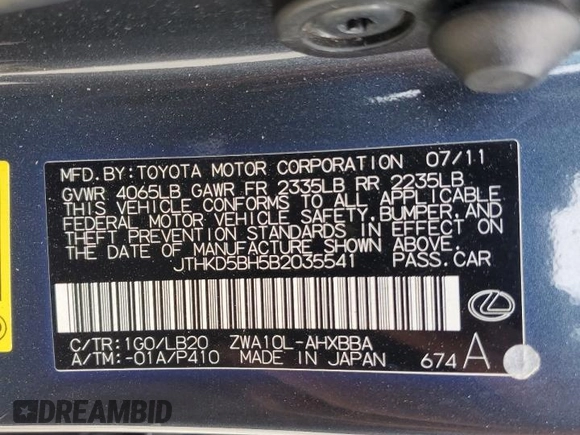 MFD. BY: TOYOTA MOTOR CORPORATION 07/11
GVWR 4065LB GAWR FR 2335LB RR 2235LB
THIS VEHICLE CONFORMS TO ALL APPLICABLE
FEDERAL MOTOR VEHICLE SAFETY, BUMPER, AND
THEFT PREVENTION STANDARDS IN EFFECT ON
THE DATE OF MANUFACTURE SHOWN ABOVE.
JTHKD5BH5B2035541 PASS. CAR
C/TR: 1G0/LB20 ZWA10L-AHXBBA
A/TM: -01A/P410 MADE IN JAPAN 674 A
DREAMBID